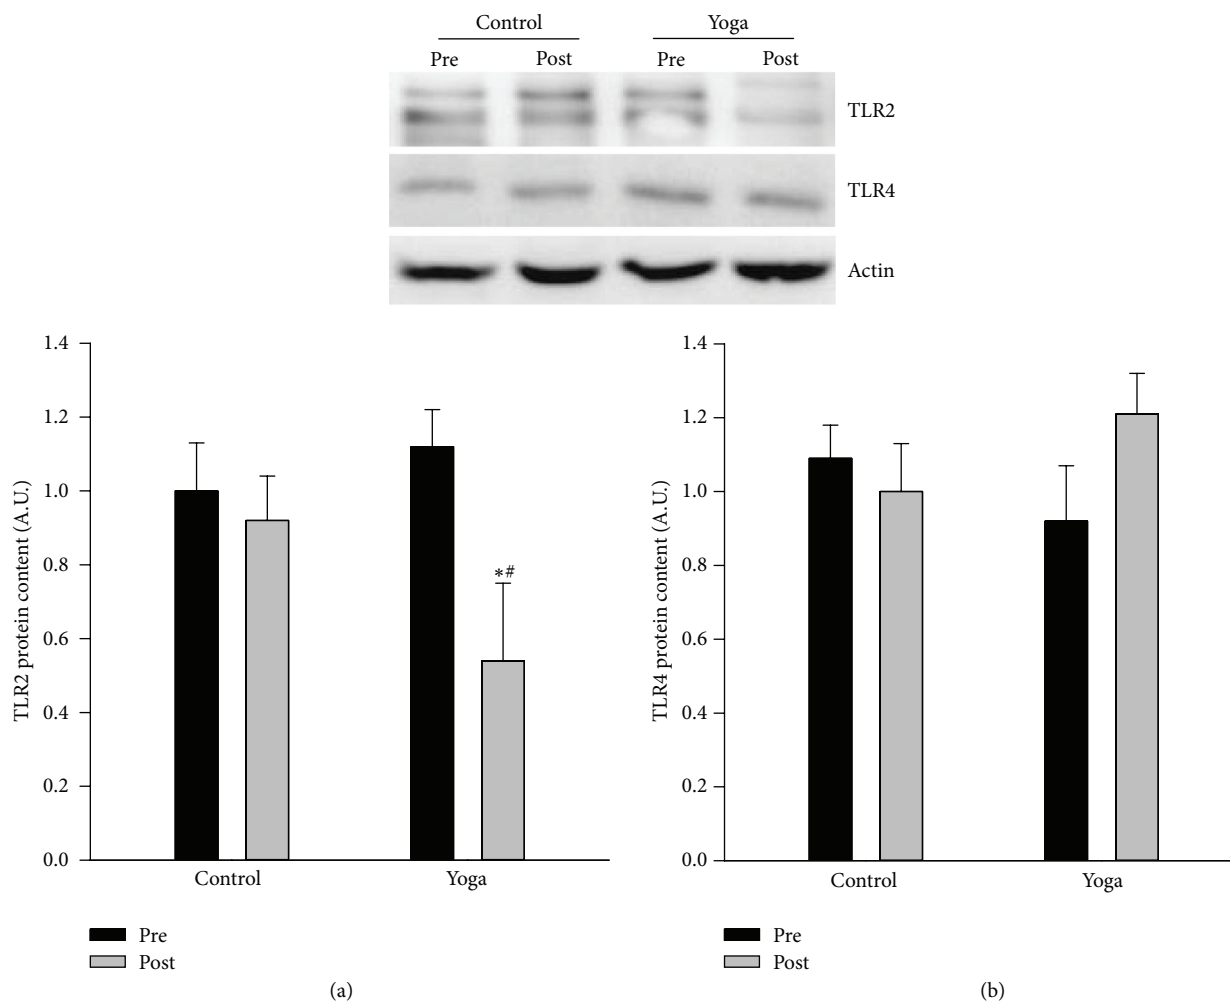 Control Yoga
Pre Post Pre Post
TLR2
TLR4
Actin
TLR2 protein content (A.U.)
1.4
1.2
1.0
0.8
0.6
0.4
0.2
0.0
*#
Control Yoga
Pre
Post
(a)
TLR4 protein content (A.U.)
1.4
1.2
1.0
0.8
0.6
0.4
0.2
0.0
Control Yoga
Pre
Post
(b)